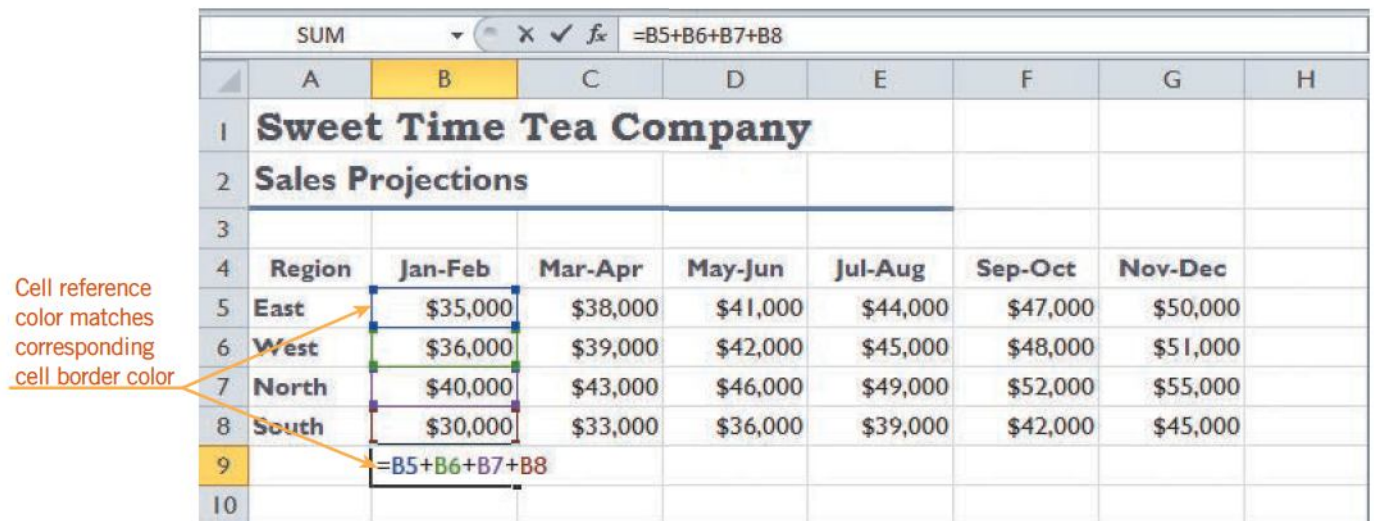 SUM fx =B5+B6+B7+B8
A B C D E F G H
1 Sweet Time Tea Company
2 Sales Projections
3
4 Region Jan-Feb Mar-Apr May-Jun Jul-Aug Sep-Oct Nov-Dec
Cell reference
color matches
corresponding
cell border color
5 East $35,000 $38,000 $41,000 $44,000 $47,000 $50,000
6 West $36,000 $39,000 $42,000 $45,000 $48,000 $51,000
7 North $40,000 $43,000 $46,000 $49,000 $52,000 $55,000
8 South $30,000 $33,000 $36,000 $39,000 $42,000 $45,000
9 =B5+B6+B7+B8
10